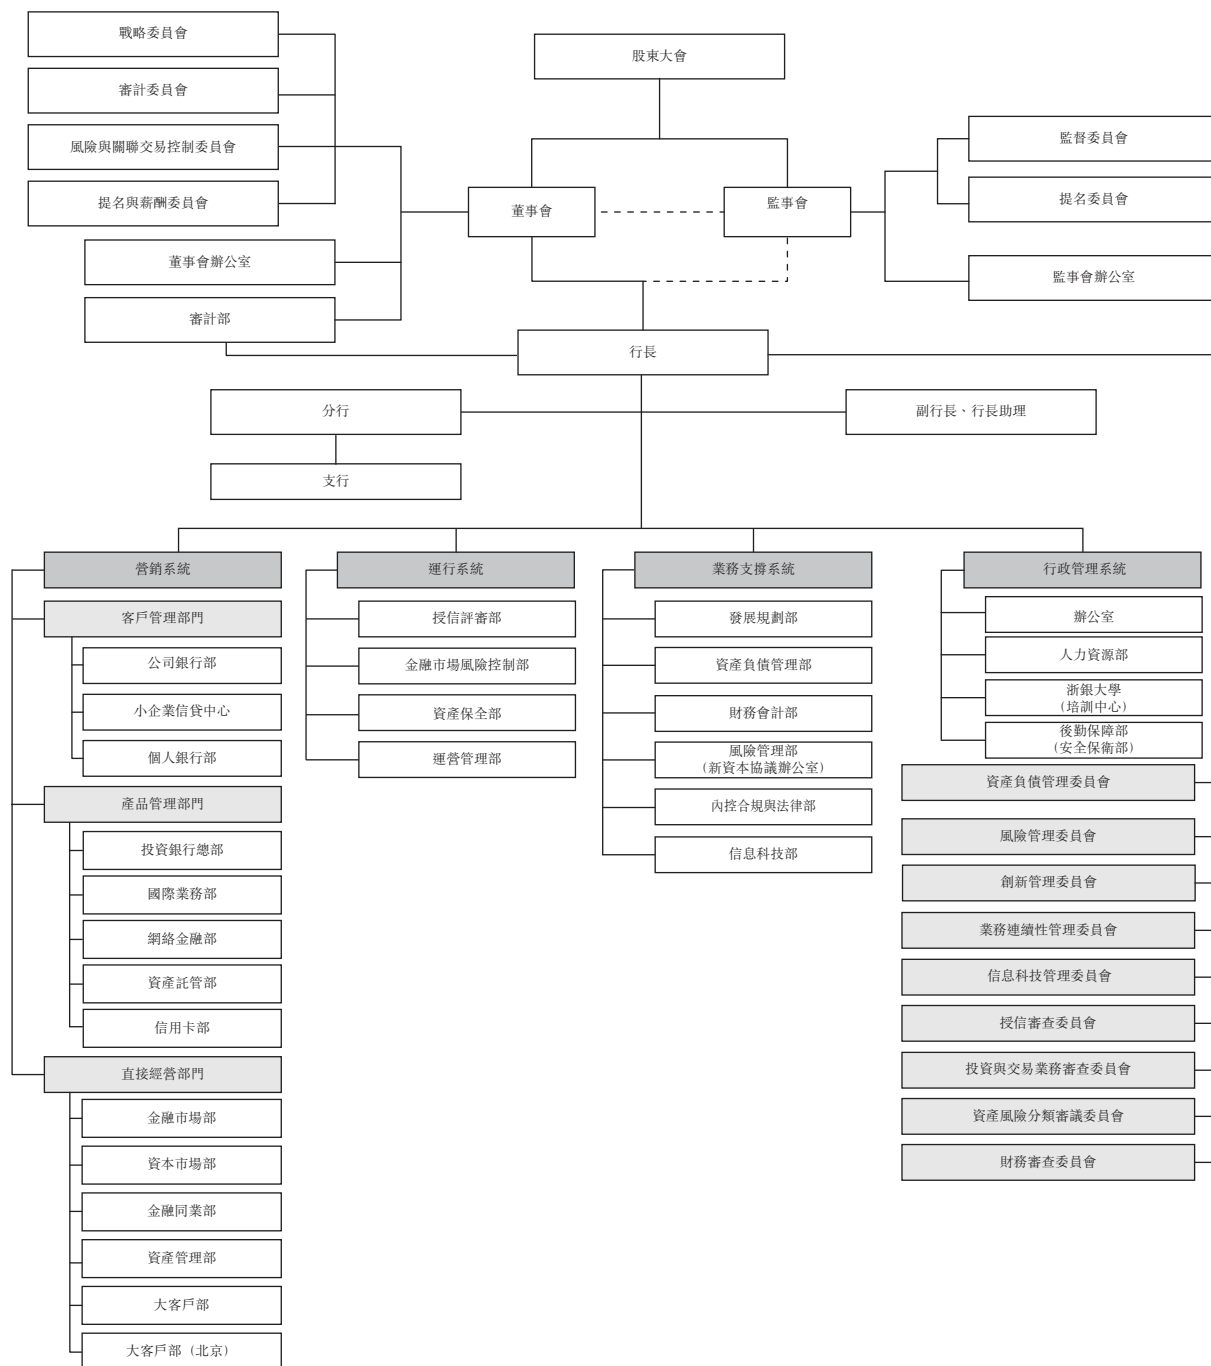 股東大會
戰略委員會
審計委員會
風險與關聯交易控制委員會
提名與薪酬委員會
董事會
監事會
監督委員會
提名委員會
董事會辦公室
監事會辦公室
審計部
行長
分行
副行長、行長助理
支行
營銷系統
客戶管理部門
公司銀行部
小企業信貸中心
個人銀行部
產品管理部門
投資銀行總部
國際業務部
網絡金融部
資產託管部
信用卡部
直接經營部門
金融市場部
資本市場部
金融同業部
資產管理部
大客戶部
大客戶部（北京）
運行系統
授信評審部
金融市場風險控制部
資產保全部
運營管理部
業務支撐系統
發展規劃部
資產負債管理部
財務會計部
風險管理部
（新資本協議辦公室）
內控合規與法律部
信息科技部
行政管理系統
辦公室
人力資源部
浙銀大學
（培訓中心）
後勤保障部
（安全保衛部）
資產負債管理委員會
風險管理委員會
創新管理委員會
業務連續性管理委員會
信息科技管理委員會
授信審查委員會
投資與交易業務審查委員會
資產風險分類審議委員會
財務審查委員會